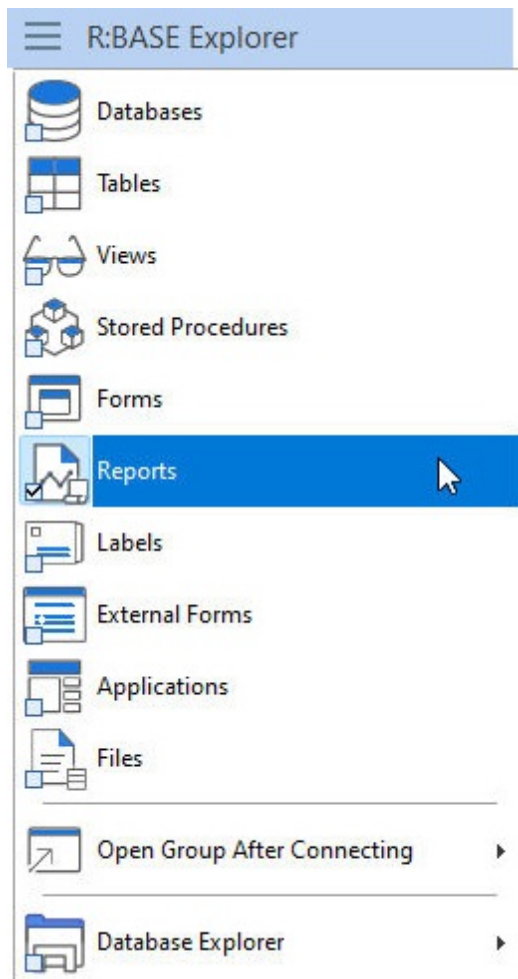 R:BASE Explorer
Databases
Tables
Views
Stored Procedures
Forms
Reports
Labels
External Forms
Applications
Files
Open Group After Connecting
Database Explorer